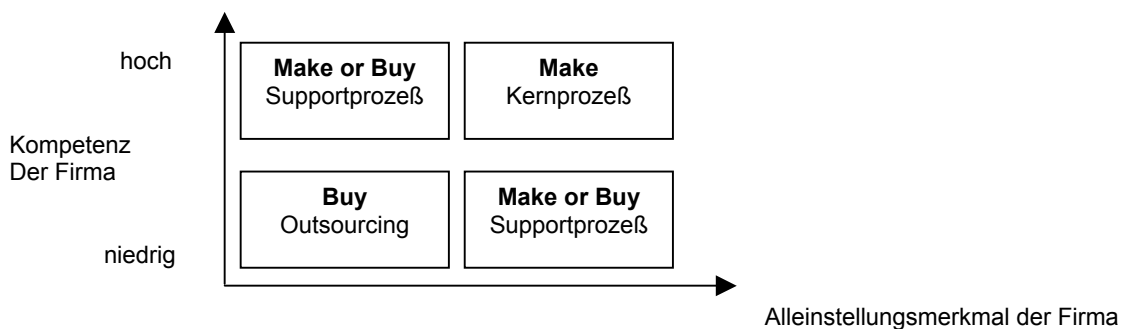 hoch
Make or Buy
Supportprozeß
Make
Kernprozeß
Kompetenz
Der Firma
Buy
Outsourcing
Make or Buy
Supportprozeß
niedrig
Alleinstellungsmerkmal der Firma